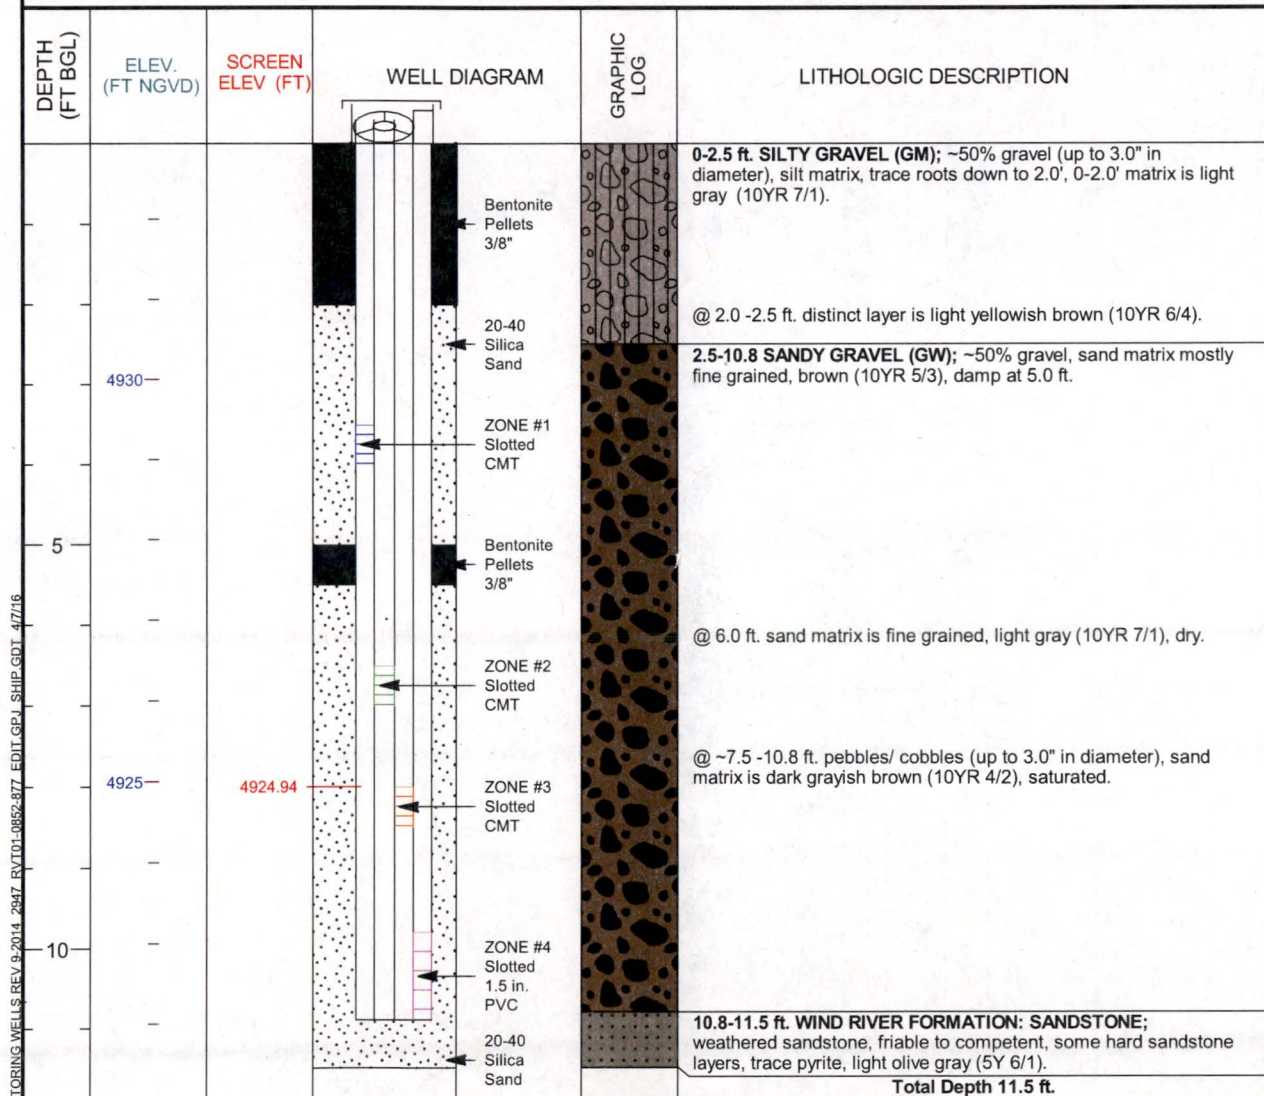 DEPTH
(FT BGL)
ELEV.
(FT NGVD)
SCREEN
ELEV (FT)
WELL DIAGRAM
GRAPHIC
LOG
LITHOLOGIC DESCRIPTION
0-2.5 ft. SILTY GRAVEL (GM); ~50% gravel (up to 3.0" in
diameter), silt matrix, trace roots down to 2.0', 0-2.0' matrix is light
gray (10YR 7/1).
Bentonite
Pellets
3/8"
@ 2.0 -2.5 ft. distinct layer is light yellowish brown (10YR 6/4).
20-40
Silica
Sand
2.5-10.8 SANDY GRAVEL (GW); ~50% gravel, sand matrix mostly
fine grained, brown (10YR 5/3), damp at 5.0 ft.
4930
ZONE #1
Slotted
CMT
5
Bentonite
Pellets
3/8"
@ 6.0 ft. sand matrix is fine grained, light gray (10YR 7/1), dry.
ZONE #2
Slotted
CMT
@ ~7.5 -10.8 ft. pebbles/ cobbles (up to 3.0" in diameter), sand
matrix is dark grayish brown (10YR 4/2), saturated.
4925
4924.94
ZONE #3
Slotted
CMT
10
ZONE #4
Slotted
1.5 in.
PVC
10.8-11.5 ft. WIND RIVER FORMATION: SANDSTONE;
weathered sandstone, friable to competent, some hard sandstone
layers, trace pyrite, light olive gray (5Y 6/1).
20-40
Silica
Sand
Total Depth 11.5 ft.
TORING WELLS REV 9-2014 2947 RVT01-0852-877 EDIT.GPJ SHIP.GDT 4/7/16